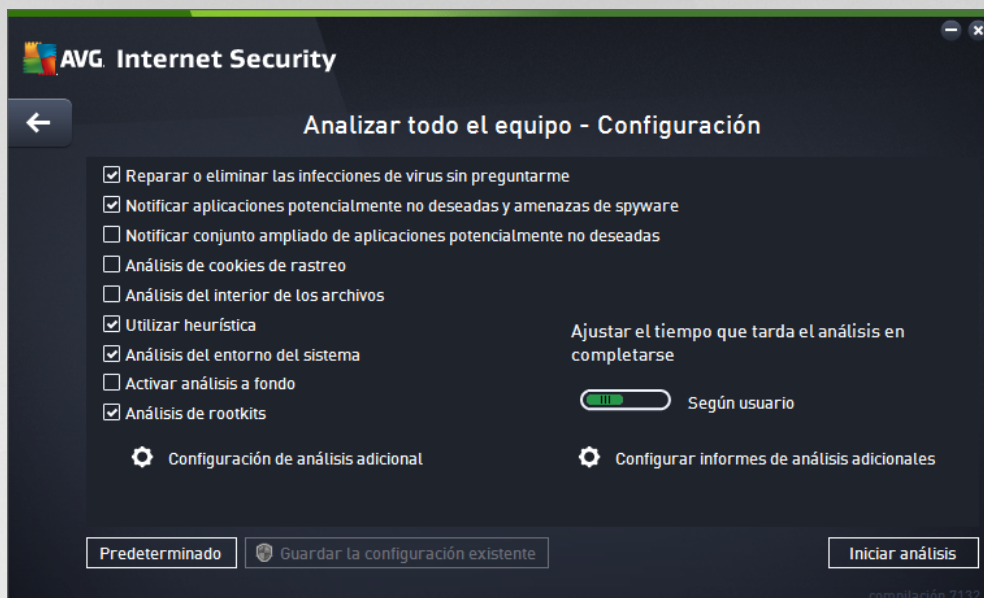 AVG. Internet Security
Analizar todo el equipo - Configuración
Reparar o eliminar las infecciones de virus sin preguntarme
Notificar aplicaciones potencialmente no deseadas y amenazas de spyware
Notificar conjunto ampliado de aplicaciones potencialmente no deseadas
Análisis de cookies de rastreo
Análisis del interior de los archivos
Utilizar heurística
Análisis del entorno del sistema
Activar análisis a fondo
Análisis de rootkits
Ajustar el tiempo que tarda el análisis en
completarse
Según usuario
Configuración de análisis adicional
Configurar informes de análisis adicionales
Predeterminado
Guardar la configuración existente
Iniciar análisis
compilación 7132